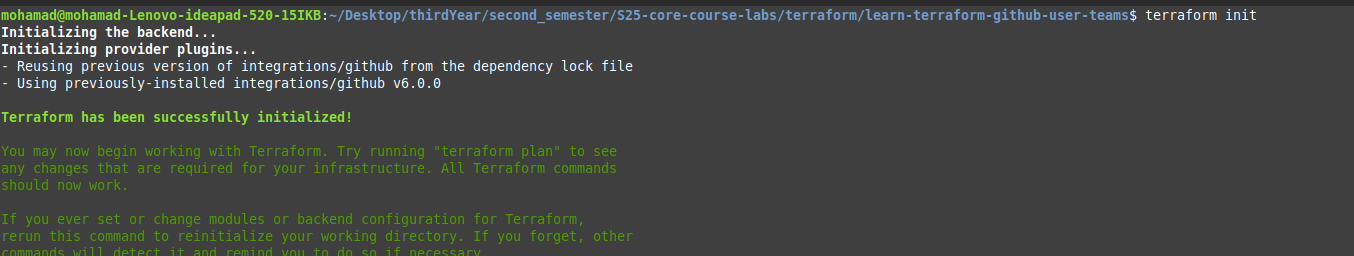 mohamad@mohamad-Lenovo-ideapad-520-15IKB:~/Desktop/thirdYear/second_semester/S25-core-course-labs/terraform/learn-terraform-github-user-teams$ terraform init
Initializing the backend...
Initializing provider plugins...
- Reusing previous version of integrations/github from the dependency lock file
- Using previously-installed integrations/github v6.0.0
Terraform has been successfully initialized!
You may now begin working with Terraform. Try running "terraform plan" to see
any changes that are required for your infrastructure. All Terraform commands
should now work.
If you ever set or change modules or backend configuration for Terraform,
rerun this command to reinitialize your working directory. If you forget, other
commands will detect it and remind you to do so if necessary.